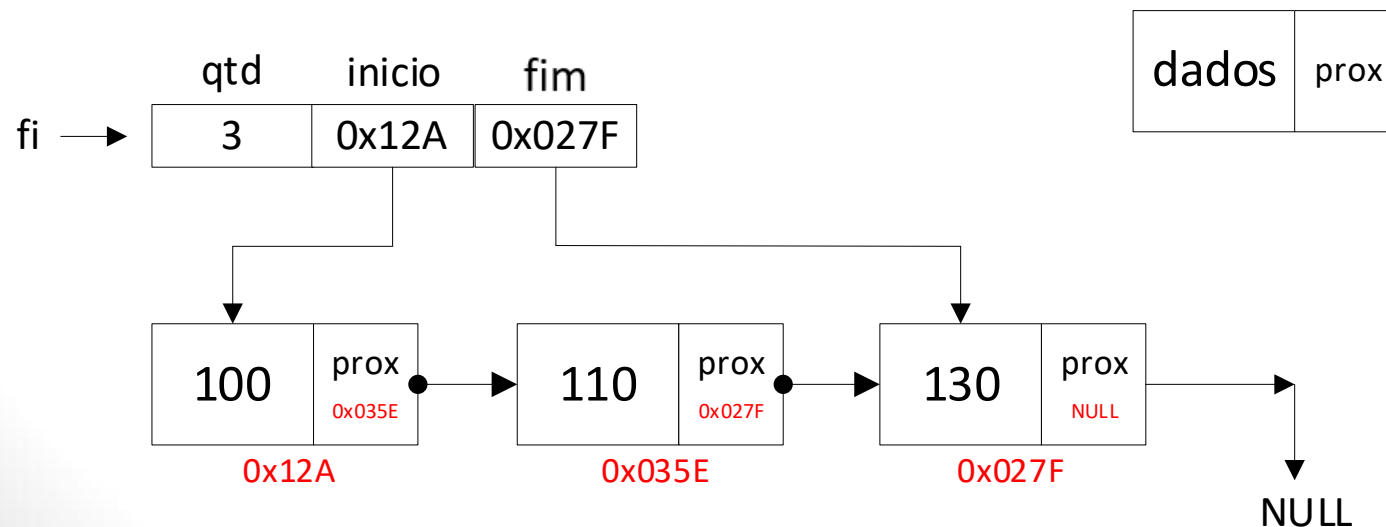 qtd inicio fim
dados prox
fi 3 0x12A 0x027F
100 prox 110 prox 130 prox
0x035E 0x027F NULL
0x12A 0x035E 0x027F
NULL